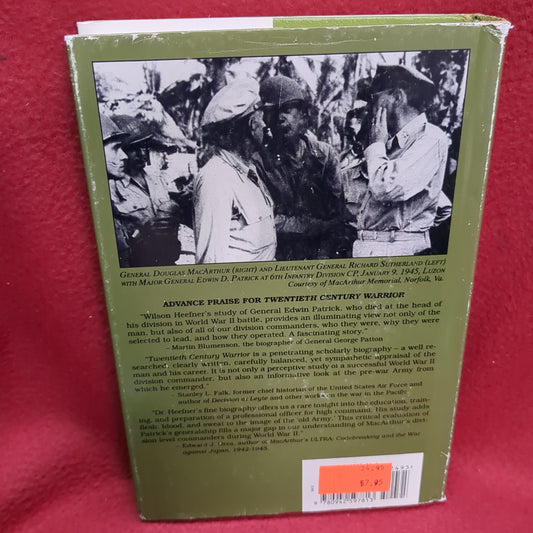 GENERAL DOUGLAS MACARTHUR (RIGHT) AND LIEUTENANT GENERAL RICHARD SUTHERLAND (LEFT)
WITH MAJOR GENERAL EDWIN D. PATRICK AT 6TH INFANTRY DIVISION CP, JANUARY 9, 1945, LUZON
Courtesy of MacArthur Memorial, Norfolk, Va.
ADVANCE PRAISE FOR TWENTIETH CENTURY WARRIOR
"Wilson Heefner's study of General Edwin Patrick, who died at the head of
his division in World War II battle, provides an illuminating view not only of the
man, but also of all of our division commanders, who they were, why they were
selected to lead, and how they operated. A fascinating story."
- Martin Blumenson, the biographer of General George Patton
"Twentieth Century Warrior is a penetrating scholarly biography – a well re-
searched, clearly written, carefully balanced, yet sympathetic appraisal of the
man and his career. It is not only a perceptive study of a successful World War II
division commander, but also an informative look at the pre-war Army from
which he emerged."
- Stanley L. Falk, former chief historian of the United States Air Force and
author of Decision at Leyte and other works on the war in the Pacific
"Dr. Heefner's fine biography offers us a rare insight into the education, train-
ing, and preparation of a professional officer for high command. His study adds
flesh, blood, and sweat to the image of the 'old Army.' This critical evaluation of
Patrick's generalship fills a major gap in our understanding of MacArthur's divi-
sion level commanders during World War II."
- Edward J. Drea, author of MacArthur's ULTRA: Codebreaking and the War
against Japan, 1942-1945.
24.95
$7.95
9 780942 597813